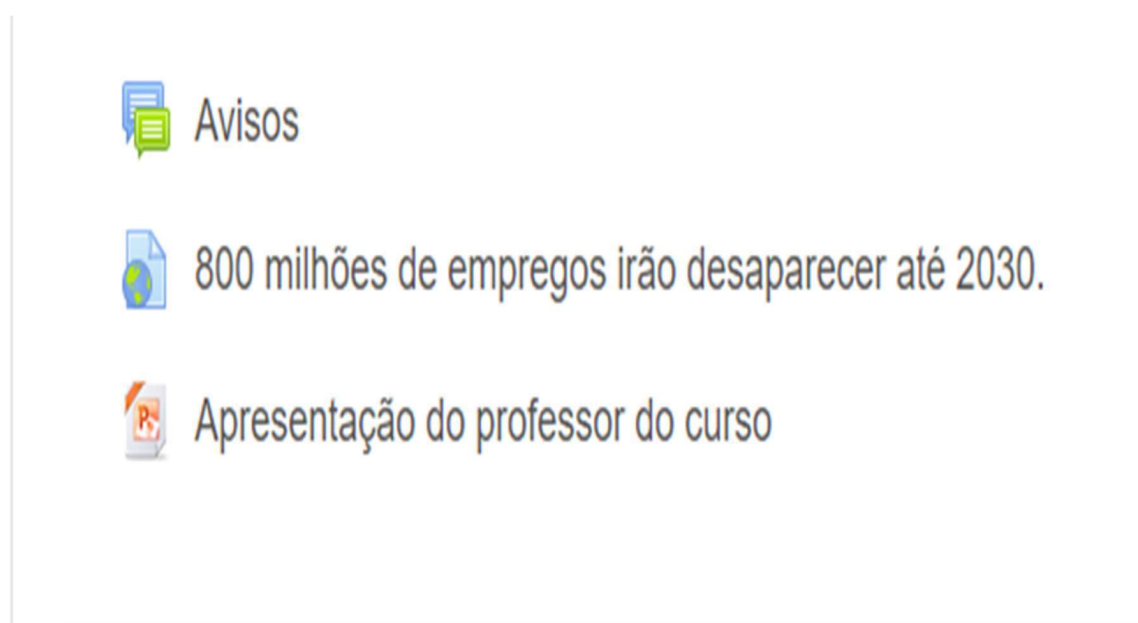 Avisos
800 milhões de empregos irão desaparecer até 2030.
Apresentação do professor do curso